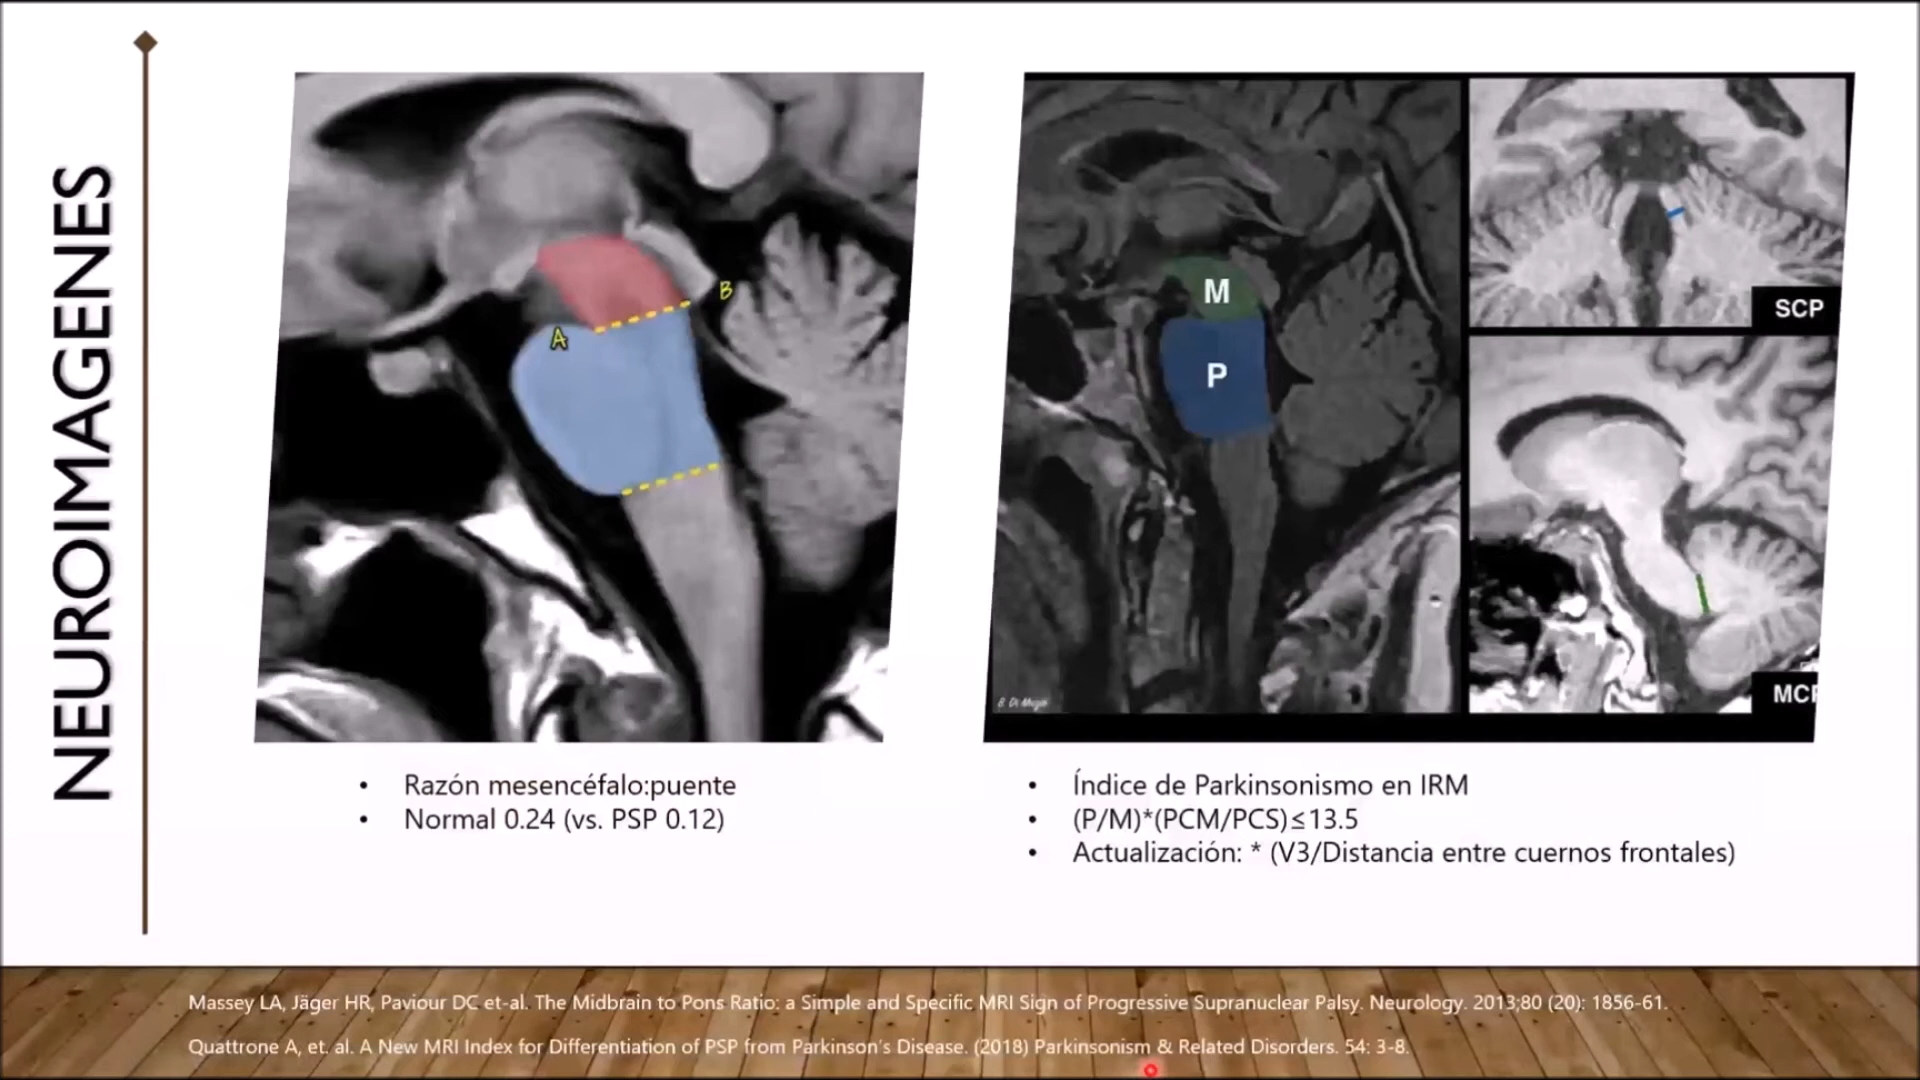 NEUROIMAGENES
B
A
M
P
SCP
MCP
B. Di Muzio
• Razón mesencéfalo:puente
• Normal 0.24 (vs. PSP 0.12)
• Índice de Parkinsonismo en IRM
• (P/M)*(PCM/PCS)≤13.5
• Actualización: * (V3/Distancia entre cuernos frontales)
Massey LA, Jäger HR, Paviour DC et-al. The Midbrain to Pons Ratio: a Simple and Specific MRI Sign of Progressive Supranuclear Palsy. Neurology. 2013;80 (20): 1856-61.
Quattrone A, et. al. A New MRI Index for Differentiation of PSP from Parkinson's Disease. (2018) Parkinsonism & Related Disorders. 54: 3-8.